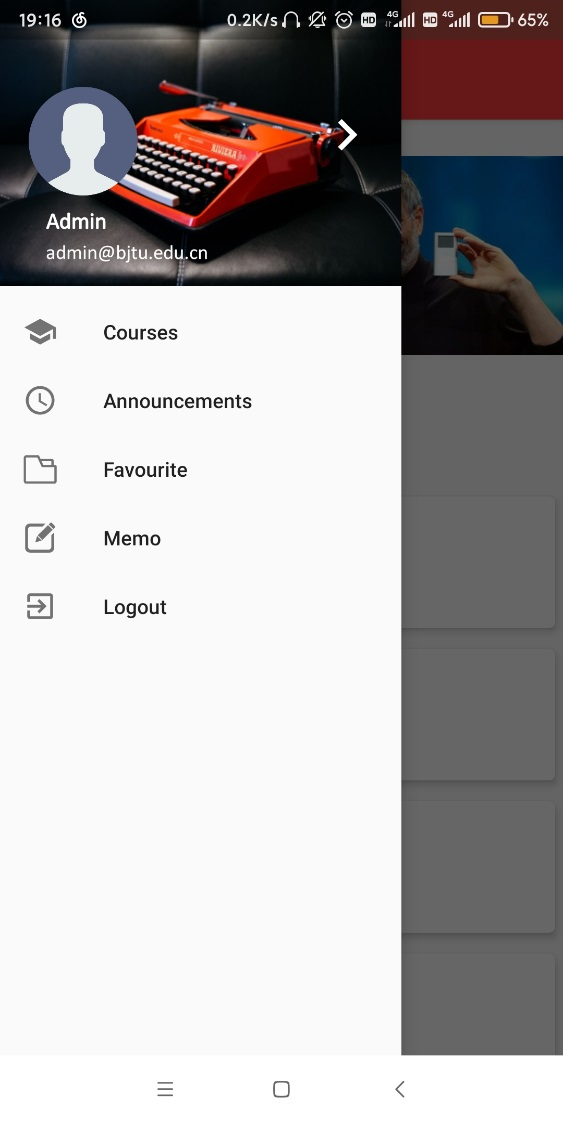 19:16 0.2K/s HD 4G HD 4G 65%
RIVIERA
Admin
admin@bjtu.edu.cn
Courses
Announcements
Favourite
Memo
Logout